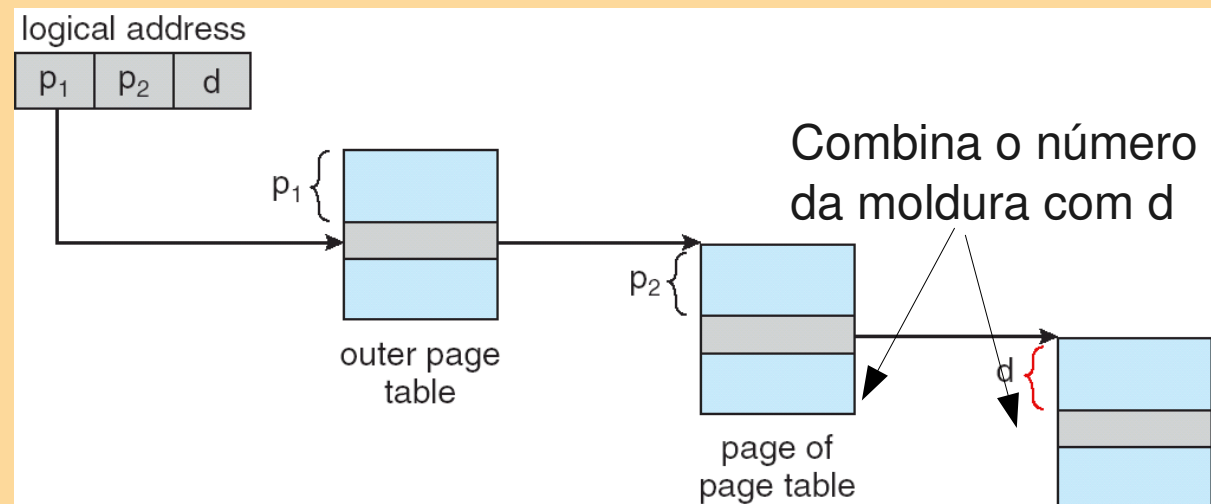 logical address
p₁ p₂ d
Combina o número
da moldura com d
p₁
p₂
outer page
table
d
page of
page table